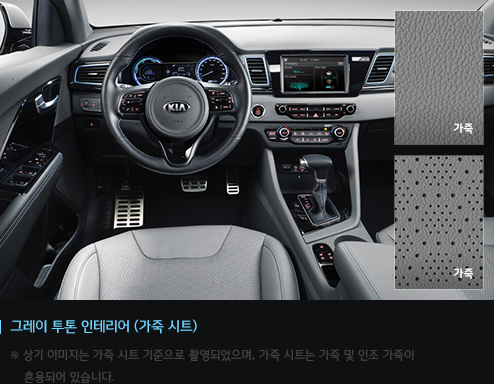 KIA
가죽
가죽
그레이 투톤 인테리어 (가죽 시트)
※ 상기 이미지는 가죽 시트 기준으로 촬영되었으며, 가죽 시트는 가죽 및 인조 가죽이
혼용되어 있습니다.